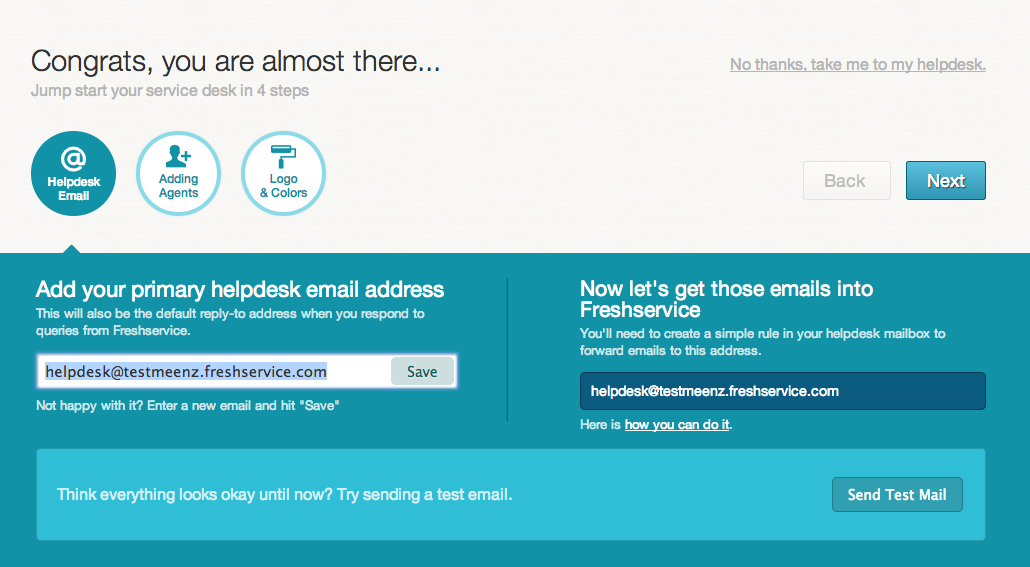 Congrats, you are almost there...
No thanks, take me to my helpdesk.
Jump start your service desk in 4 steps
@
Helpdesk
Email
Adding
Agents
Logo
& Colors
Back
Next
Add your primary helpdesk email address
This will also be the default reply-to address when you respond to
queries from Freshservice.
helpdesk@testmeenz.freshservice.com
Save
Not happy with it? Enter a new email and hit "Save"
Now let's get those emails into
Freshservice
You'll need to create a simple rule in your helpdesk mailbox to
forward emails to this address.
helpdesk@testmeenz.freshservice.com
Here is how you can do it.
Think everything looks okay until now? Try sending a test email.
Send Test Mail